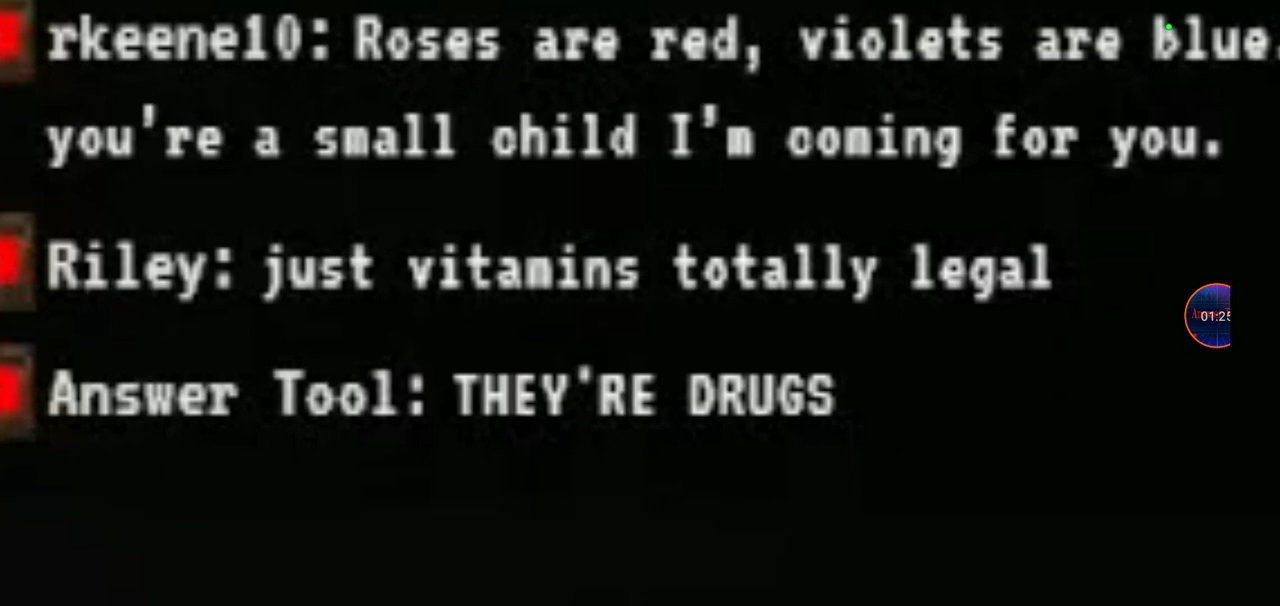 rkeene10: Roses are red, violets are blue.
you're a small child I'm coming for you.
Riley: just vitamins totally legal
01:25
Answer Tool: THEY'RE DRUGS